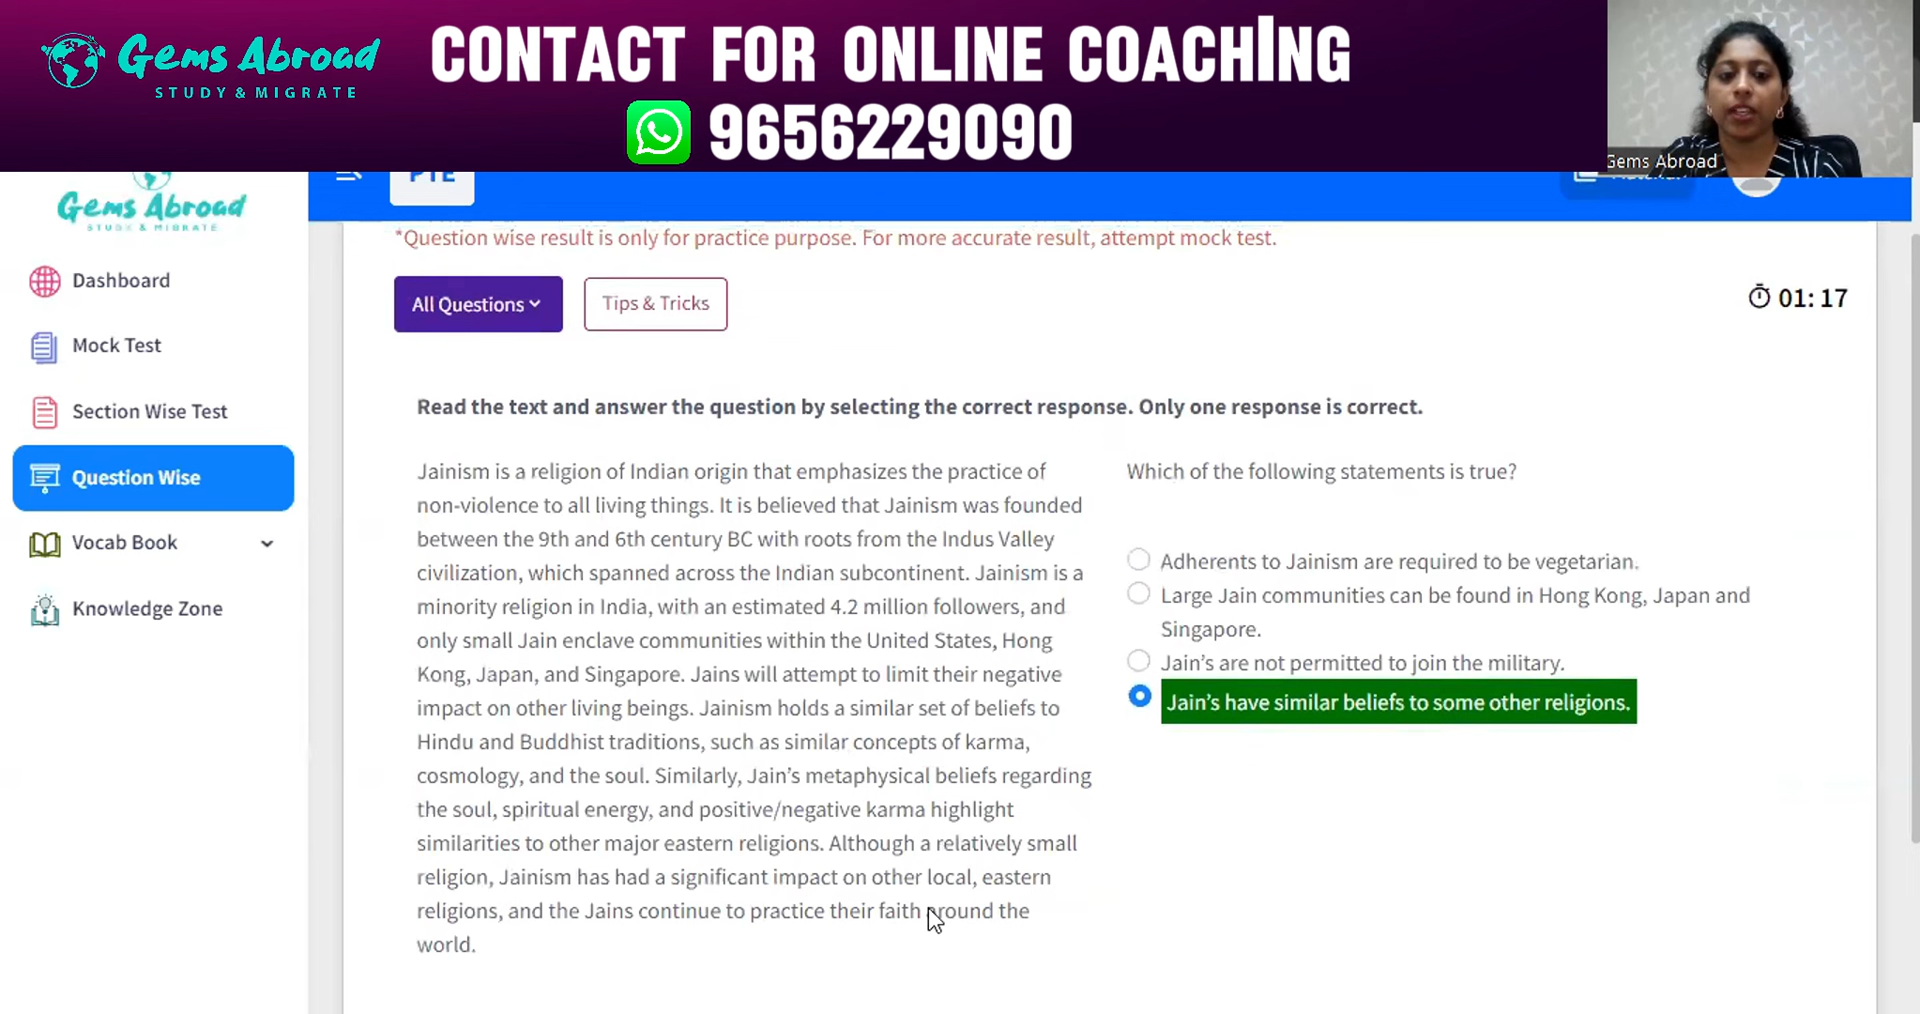 Gems Abroad
STUDY & MIGRATE
CONTACT FOR ONLINE COACHING
9656229090
Gems Abroad
Gems Abroad
STUDY & MIGRATE
PTE
*Question wise result is only for practice purpose. For more accurate result, attempt mock test.
Dashboard
Mock Test
Section Wise Test
Question Wise
Vocab Book
Knowledge Zone
All Questions
Tips & Tricks
01: 17
Read the text and answer the question by selecting the correct response. Only one response is correct.
Jainism is a religion of Indian origin that emphasizes the practice of
non-violence to all living things. It is believed that Jainism was founded
between the 9th and 6th century BC with roots from the Indus Valley
civilization, which spanned across the Indian subcontinent. Jainism is a
minority religion in India, with an estimated 4.2 million followers, and
only small Jain enclave communities within the United States, Hong
Kong, Japan, and Singapore. Jains will attempt to limit their negative
impact on other living beings. Jainism holds a similar set of beliefs to
Hindu and Buddhist traditions, such as similar concepts of karma,
cosmology, and the soul. Similarly, Jain’s metaphysical beliefs regarding
the soul, spiritual energy, and positive/negative karma highlight
similarities to other major eastern religions. Although a relatively small
religion, Jainism has had a significant impact on other local, eastern
religions, and the Jains continue to practice their faith around the
world.
Which of the following statements is true?
Adherents to Jainism are required to be vegetarian.
Large Jain communities can be found in Hong Kong, Japan and
Singapore.
Jain’s are not permitted to join the military.
Jain’s have similar beliefs to some other religions.